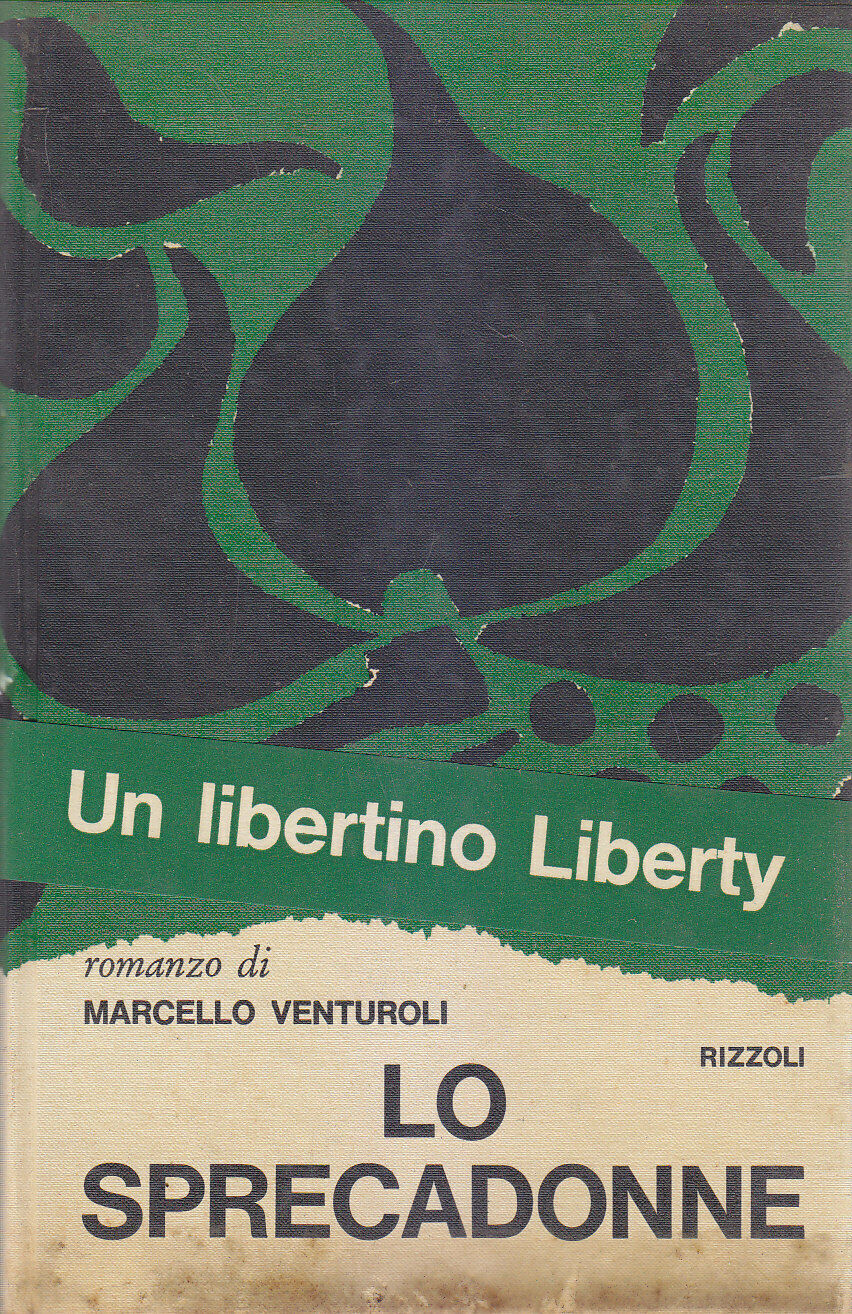 Un libertino Liberty
romanzo di
MARCELLO VENTUROLI
RIZZOLI
LO
SPRECADONNE